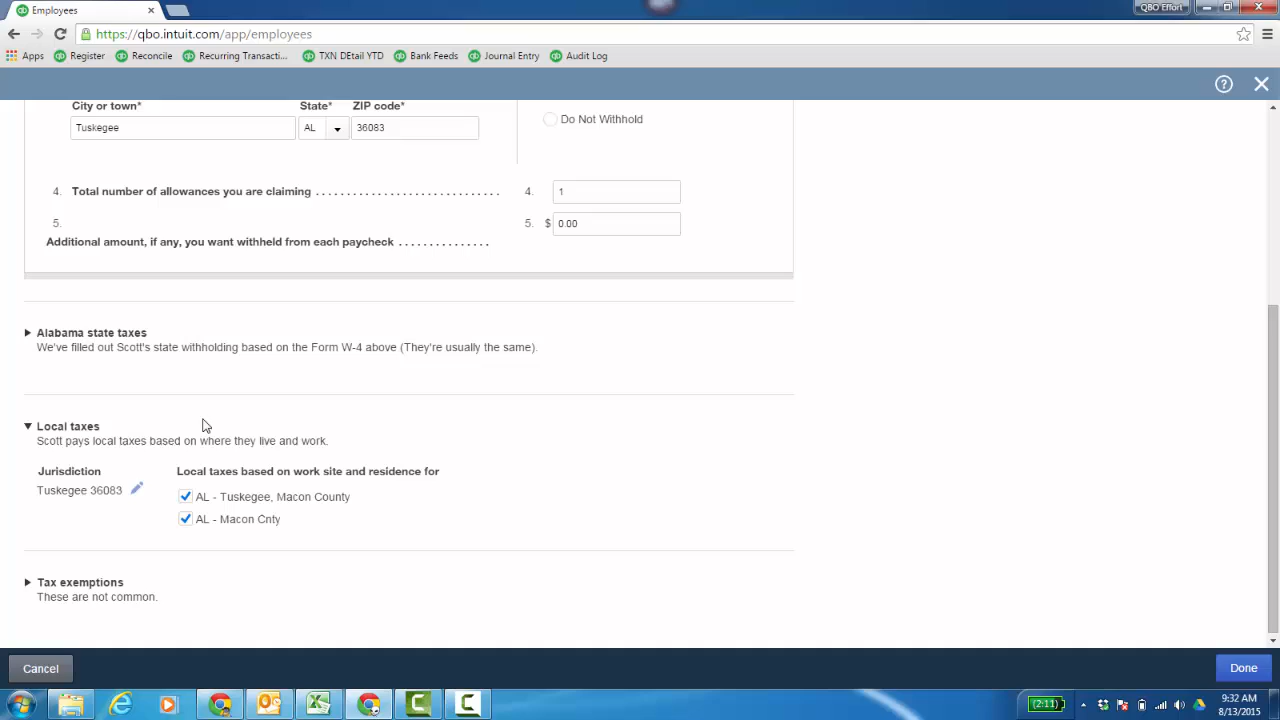 Employees
QBO Effort
https://qbo.intuit.com/app/employees
Apps Register Reconcile Recurring Transacti... TXN DEtail YTD Bank Feeds Journal Entry Audit Log
City or town* State* ZIP code*
Tuskegee AL 36083
Do Not Withhold
4. Total number of allowances you are claiming . . . . . . . . . . . . . . . . . . . . . . . . . . . . . . 4. 1
5. 5. $ 0.00
Additional amount, if any, you want withheld from each paycheck . . . . . . . . . . . . . . .
Alabama state taxes
We've filled out Scott's state withholding based on the Form W-4 above (They're usually the same).
Local taxes
Scott pays local taxes based on where they live and work.
Jurisdiction Local taxes based on work site and residence for
Tuskegee 36083
AL - Tuskegee, Macon County
AL - Macon Cnty
Tax exemptions
These are not common.
Cancel Done
(2:11) 9:32 AM
8/13/2015